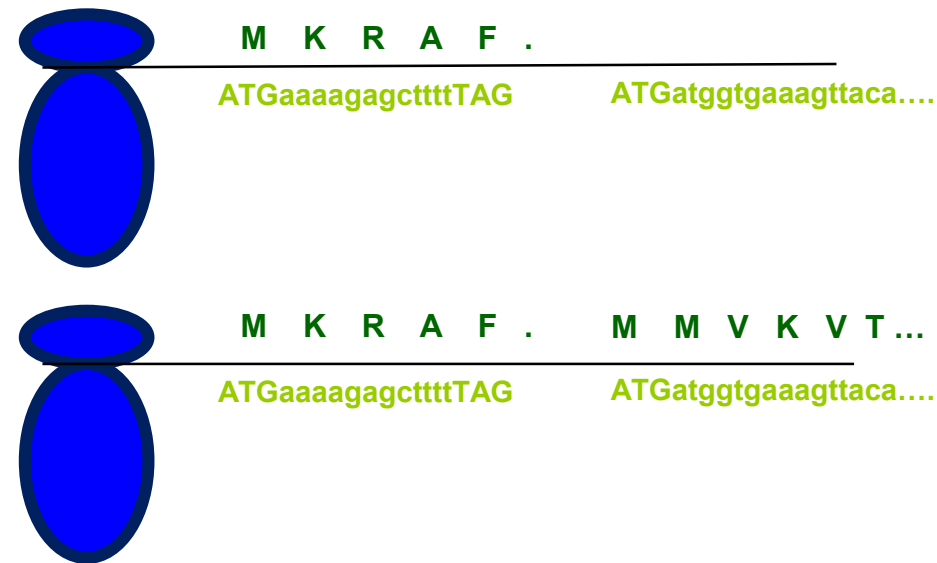 M K R A F .
ATGaaaagagcttttTAG ATGatggtgaaagttaca....
M K R A F . M M V K V T...
ATGaaaagagcttttTAG ATGatggtgaaagttaca....